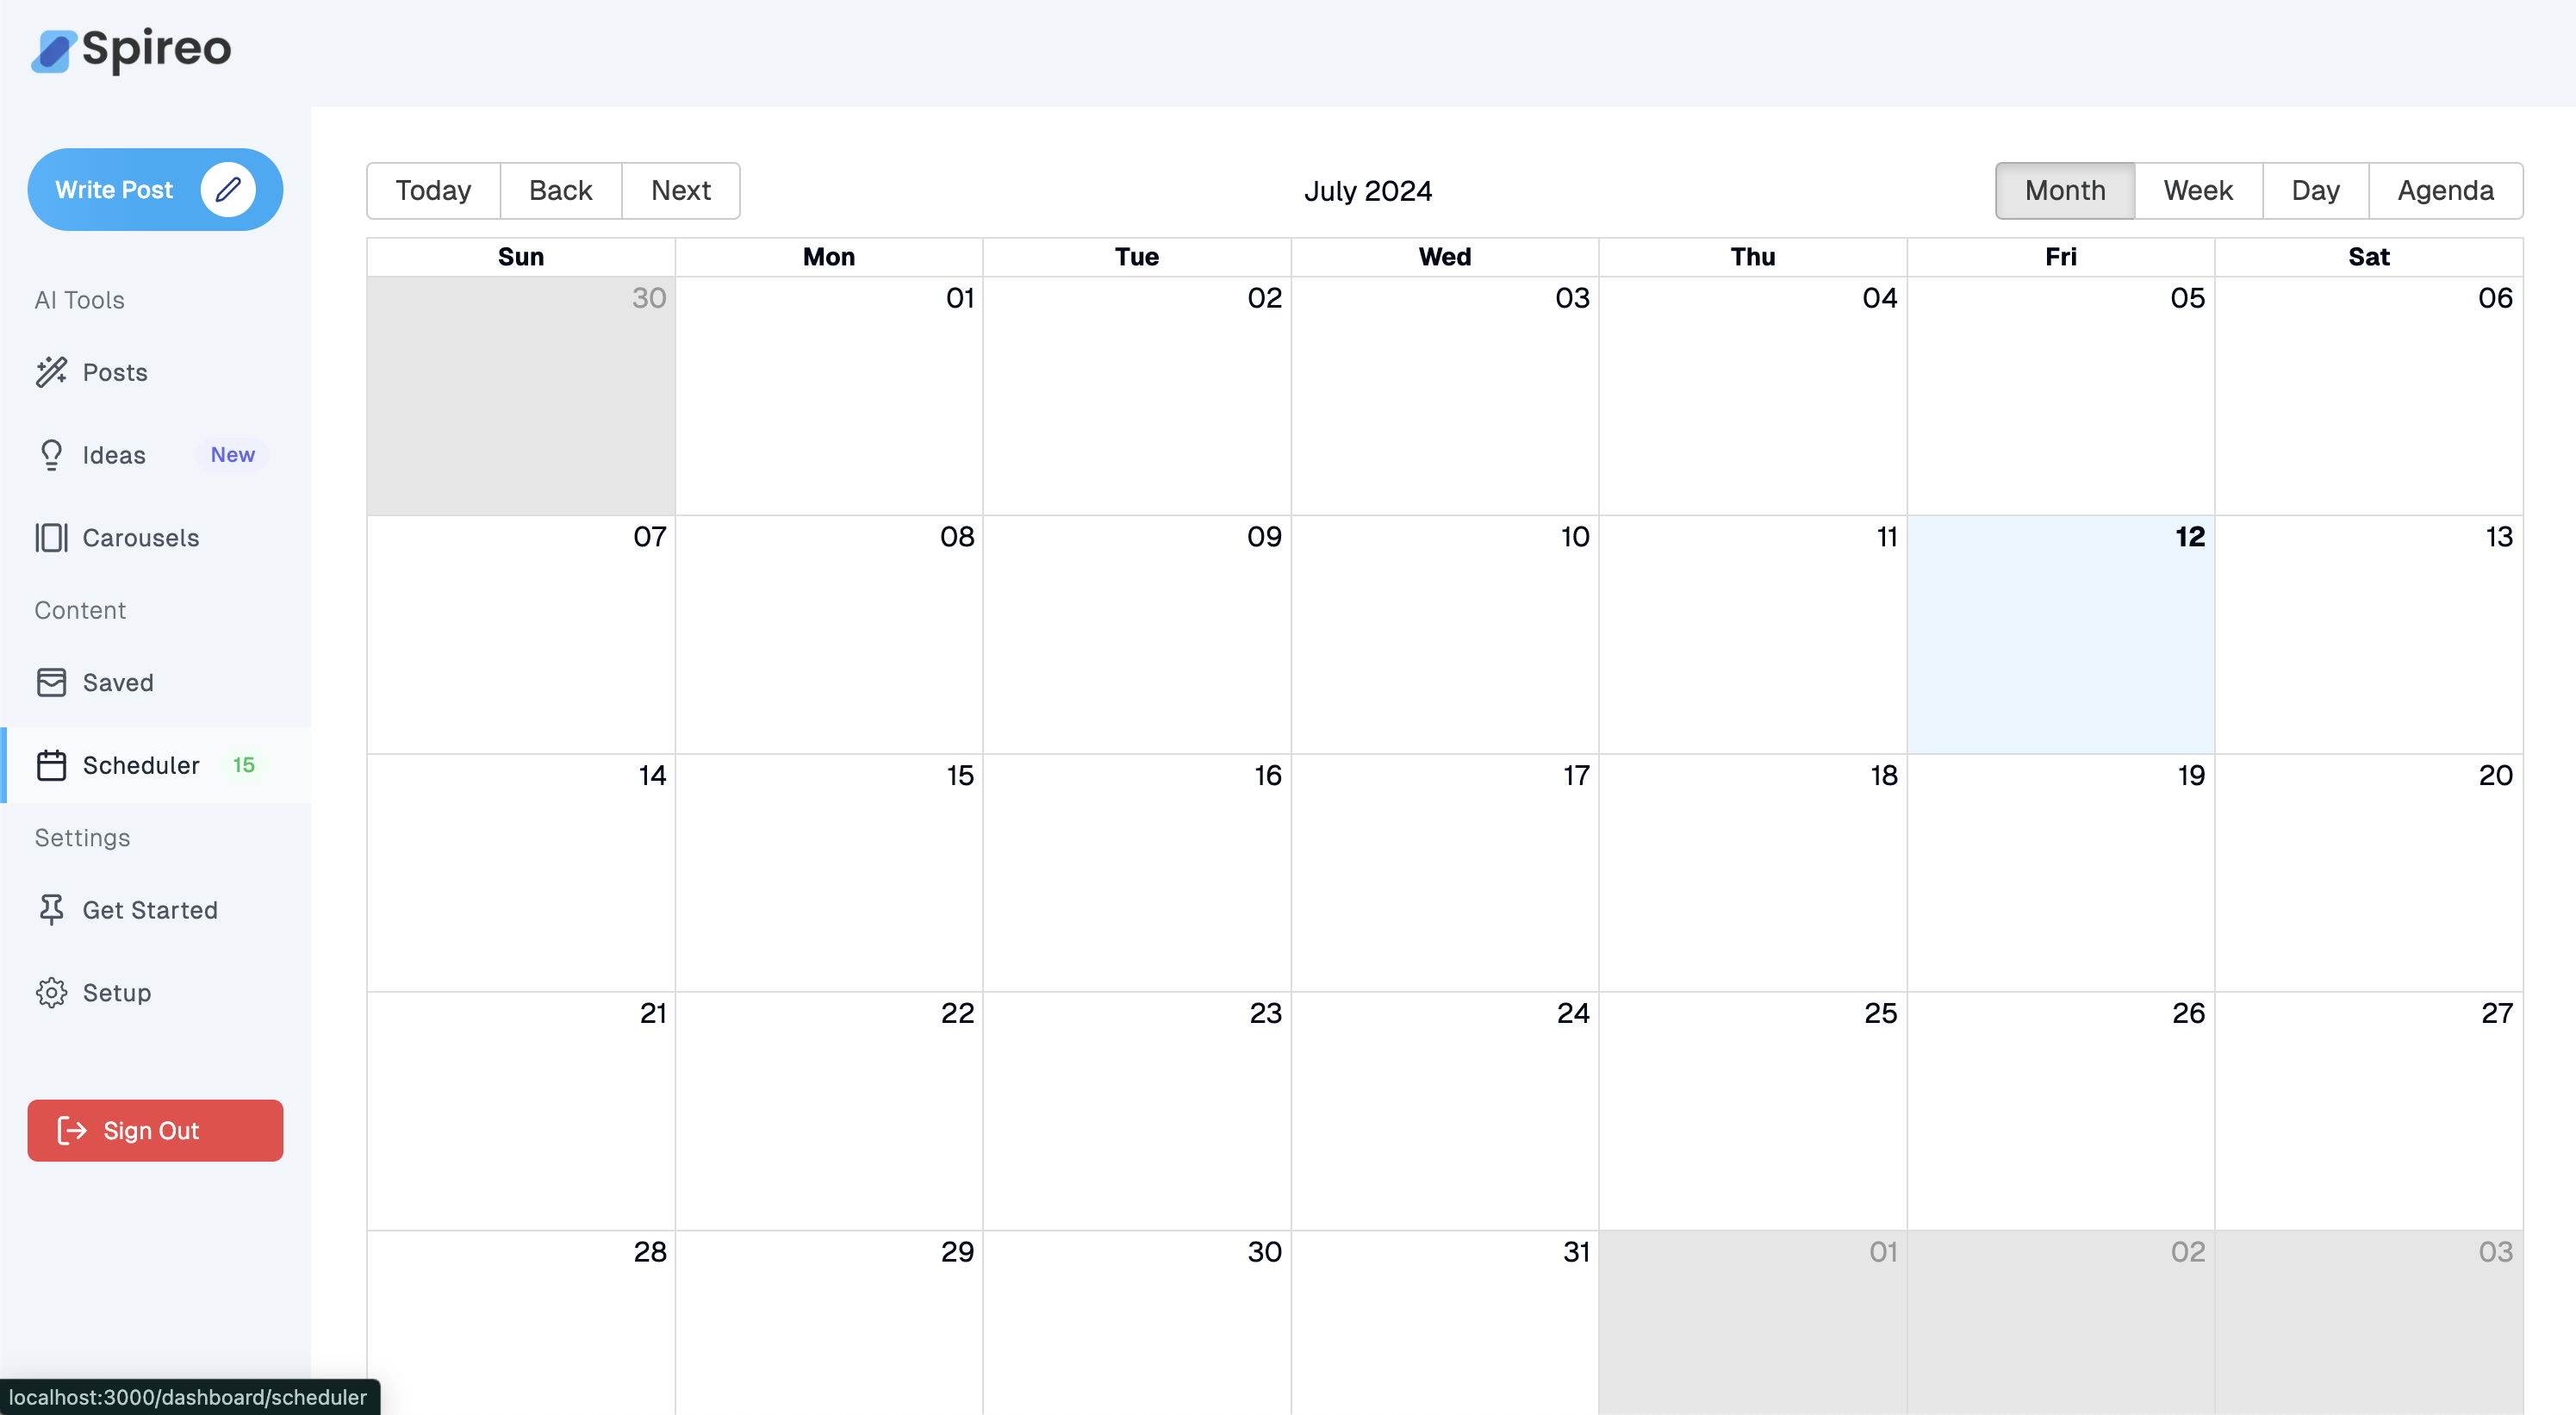 Spireo
Write Post
AI Tools
Posts
Ideas New
Carousels
Content
Saved
Scheduler 15
Settings
Get Started
Setup
Sign Out
Today Back Next July 2024 Month Week Day Agenda
Sun Mon Tue Wed Thu Fri Sat
30 01 02 03 04 05 06
07 08 09 10 11 12 13
14 15 16 17 18 19 20
21 22 23 24 25 26 27
28 29 30 31 01 02 03
localhost:3000/dashboard/scheduler